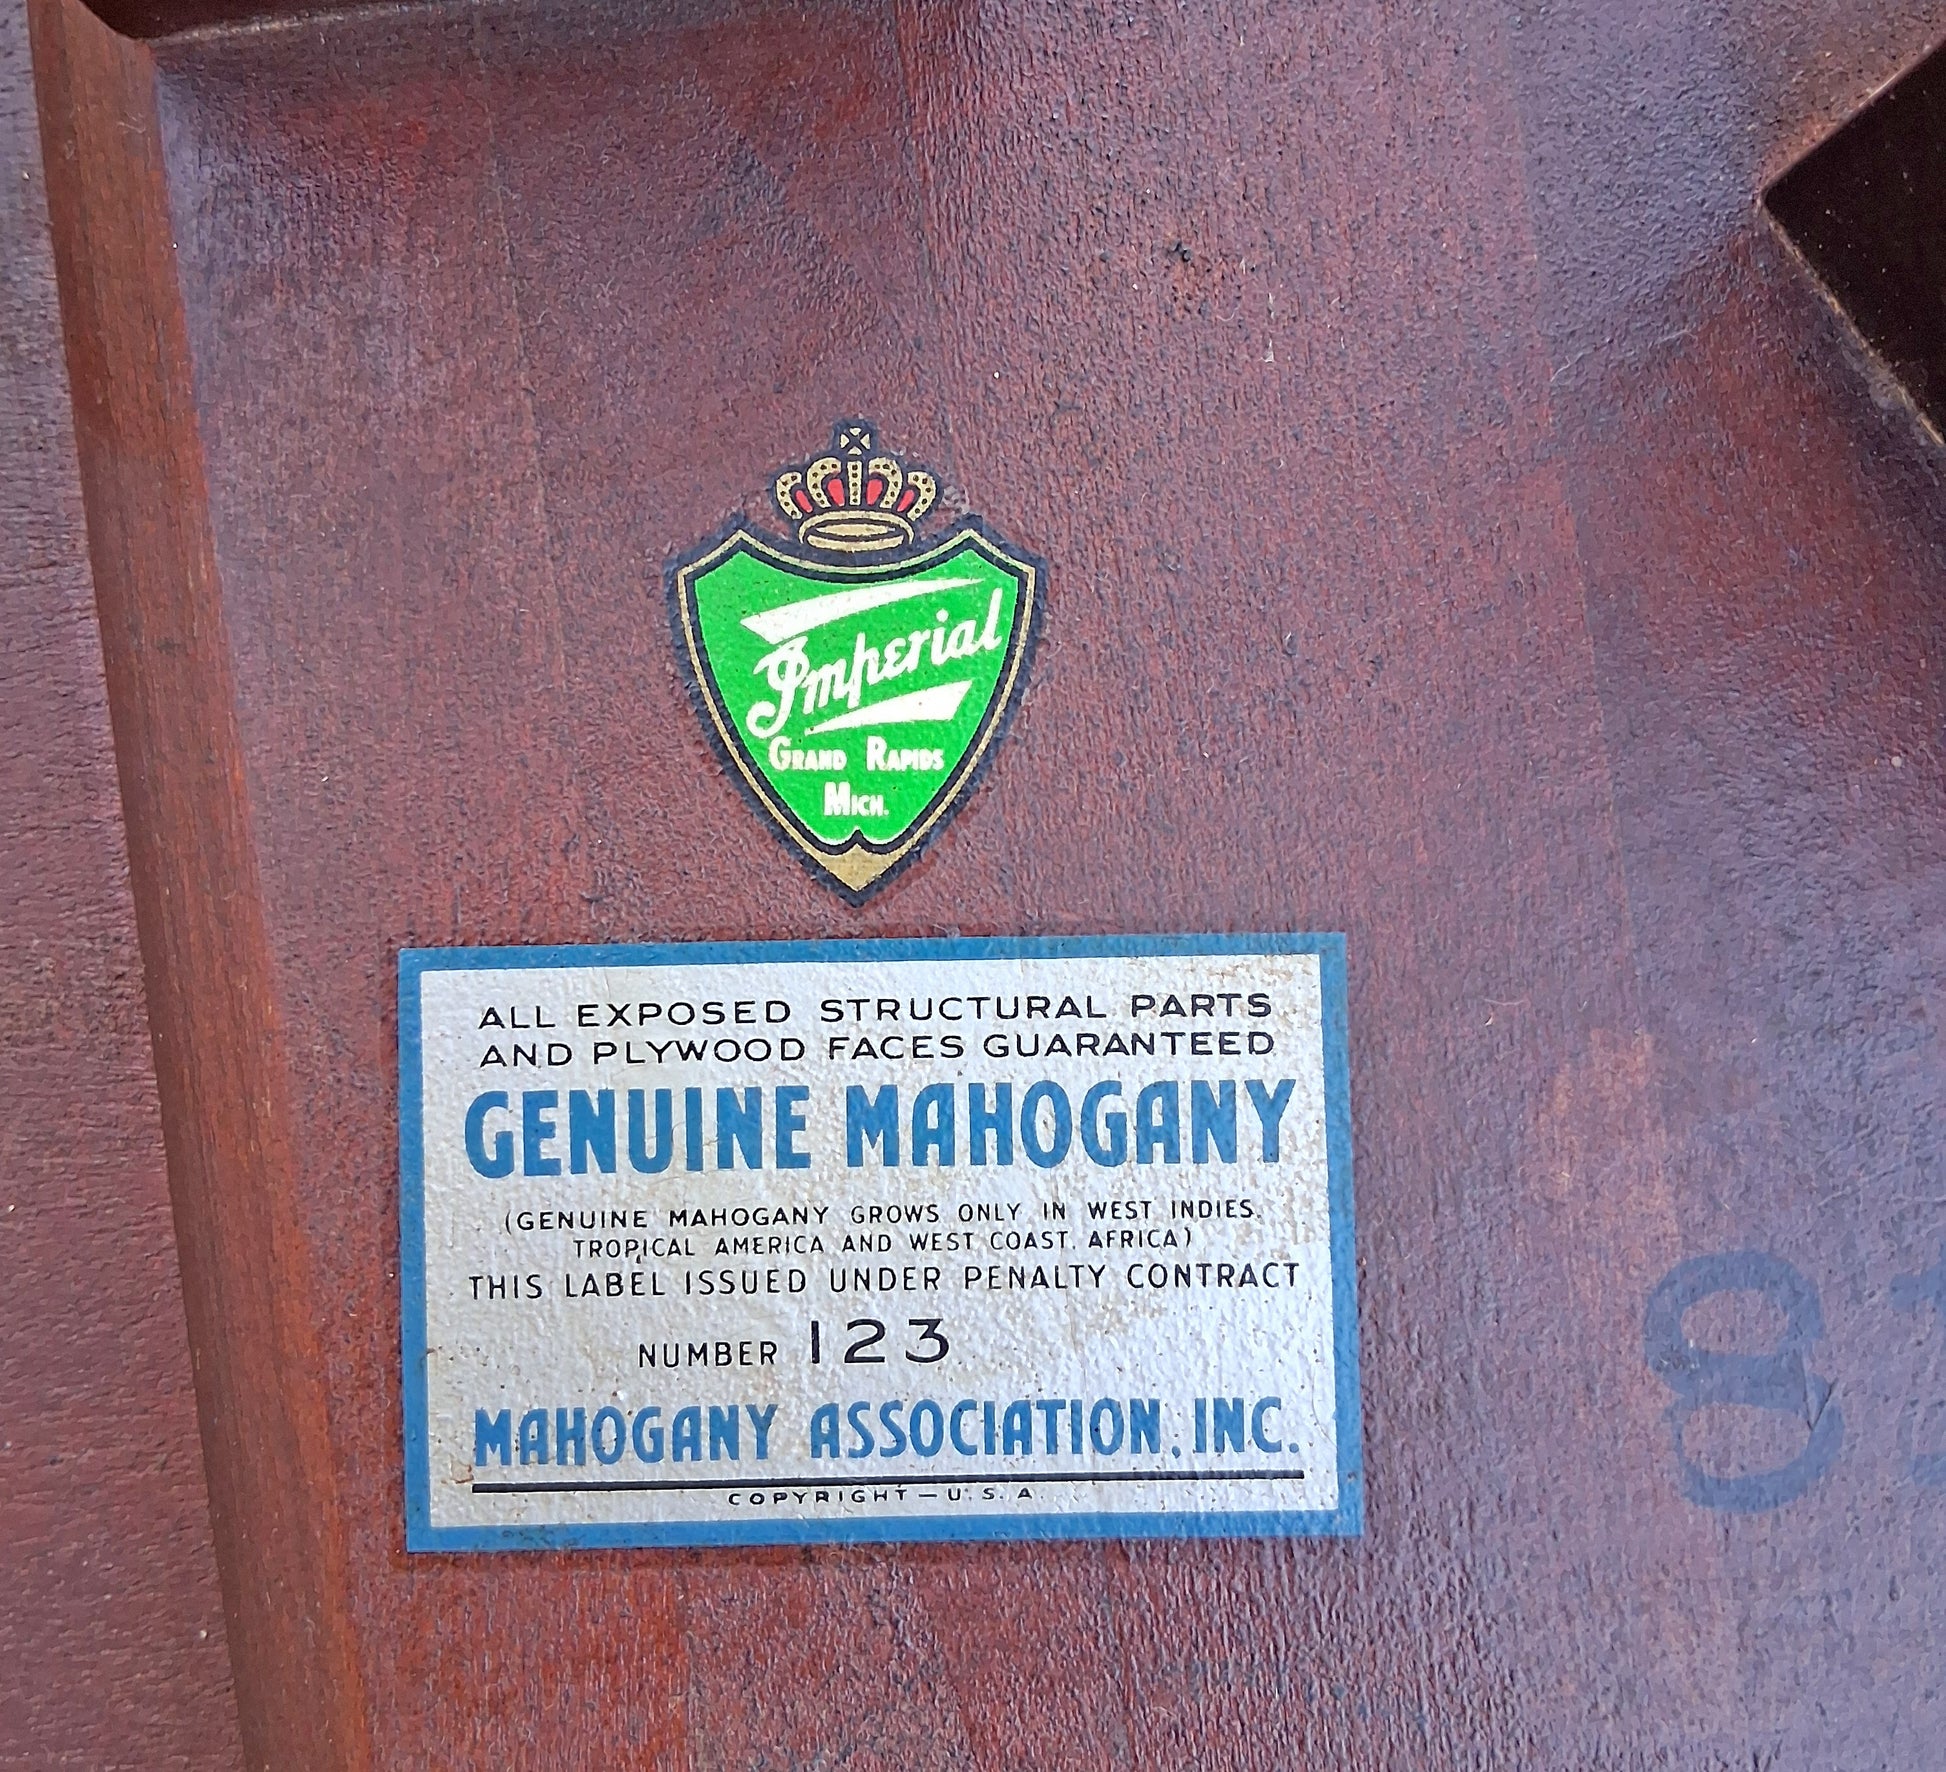 Imperial
GRAND RAPIDS
MICH.
ALL EXPOSED STRUCTURAL PARTS
AND PLYWOOD FACES GUARANTEED
GENUINE MAHOGANY
(GENUINE MAHOGANY GROWS ONLY IN WEST INDIES,
TROPICAL AMERICA AND WEST COAST, AFRICA)
THIS LABEL ISSUED UNDER PENALTY CONTRACT
NUMBER 123
MAHOGANY ASSOCIATION, INC.
COPYRIGHT — U. S. A.
8